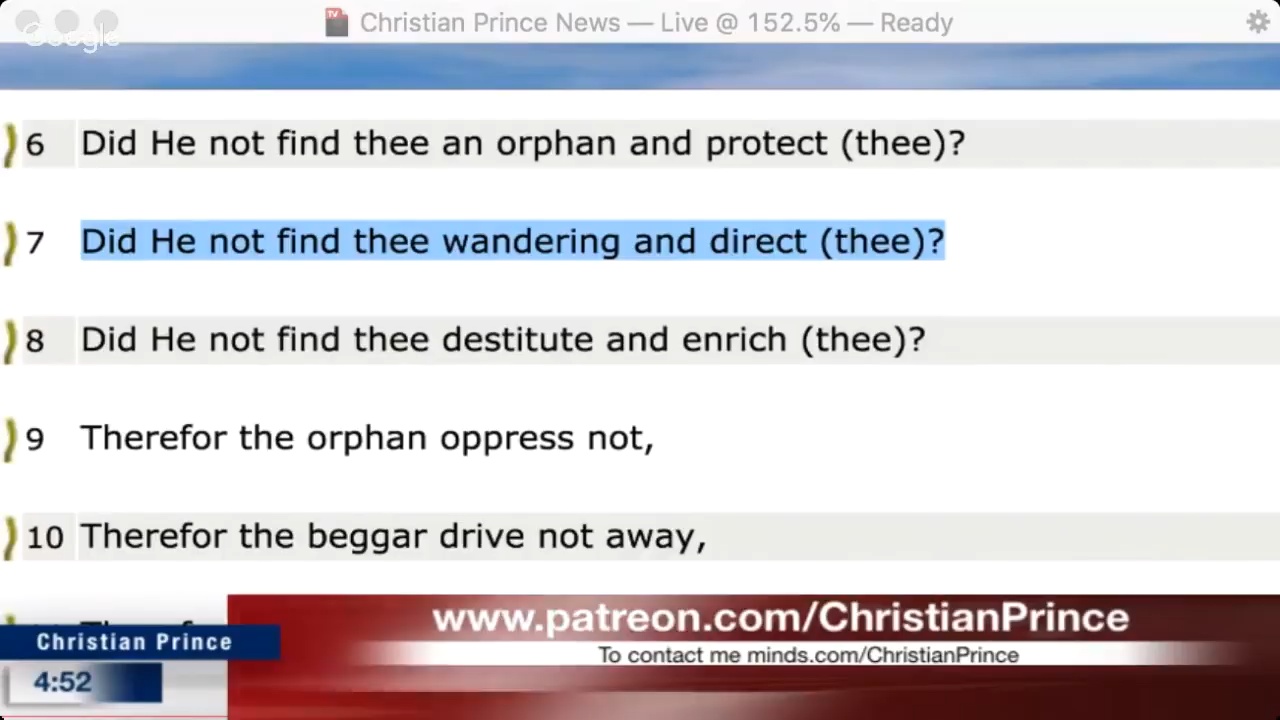 Christian Prince News — Live @ 152.5% — Ready
Google
6 Did He not find thee an orphan and protect (thee)?
7 Did He not find thee wandering and direct (thee)?
8 Did He not find thee destitute and enrich (thee)?
9 Therefor the orphan oppress not,
10 Therefor the beggar drive not away,
www.patreon.com/ChristianPrince
Christian Prince
To contact me minds.com/ChristianPrince
4:52